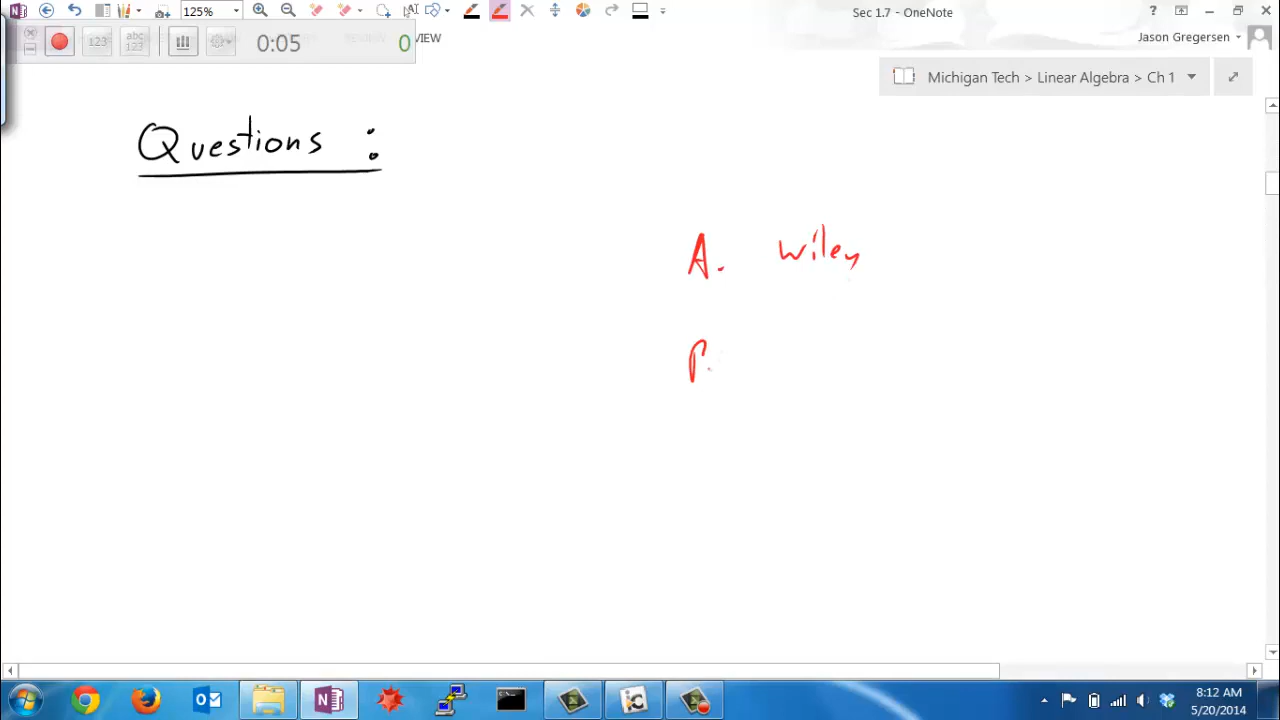 125%
Sec 1.7 - OneNote
0:05
0
VIEW
Jason Gregersen
Michigan Tech > Linear Algebra > Ch 1
Questions :
A. Wiley
8:12 AM
5/20/2014